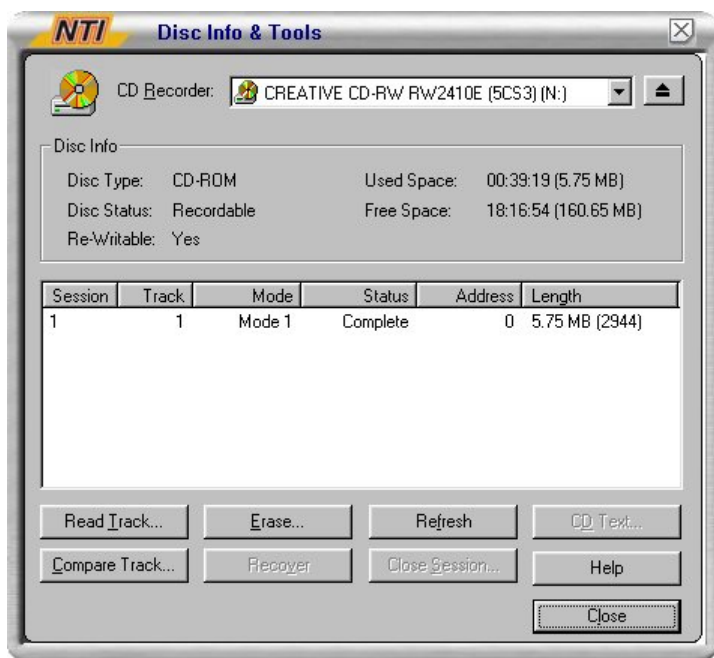 NTI Disc Info & Tools
CD Recorder: CREATIVE CD-RW RW2410E (5CS3) (N:)
Disc Info
Disc Type: CD-ROM Used Space: 00:39:19 (5.75 MB)
Disc Status: Recordable Free Space: 18:16:54 (160.65 MB)
Re-Writable: Yes
Session Track Mode Status Address Length
1 1 Mode 1 Complete 0 5.75 MB (2944)
Read Track... Erase... Refresh CD Text...
Compare Track... Recover Close Session... Help
Close